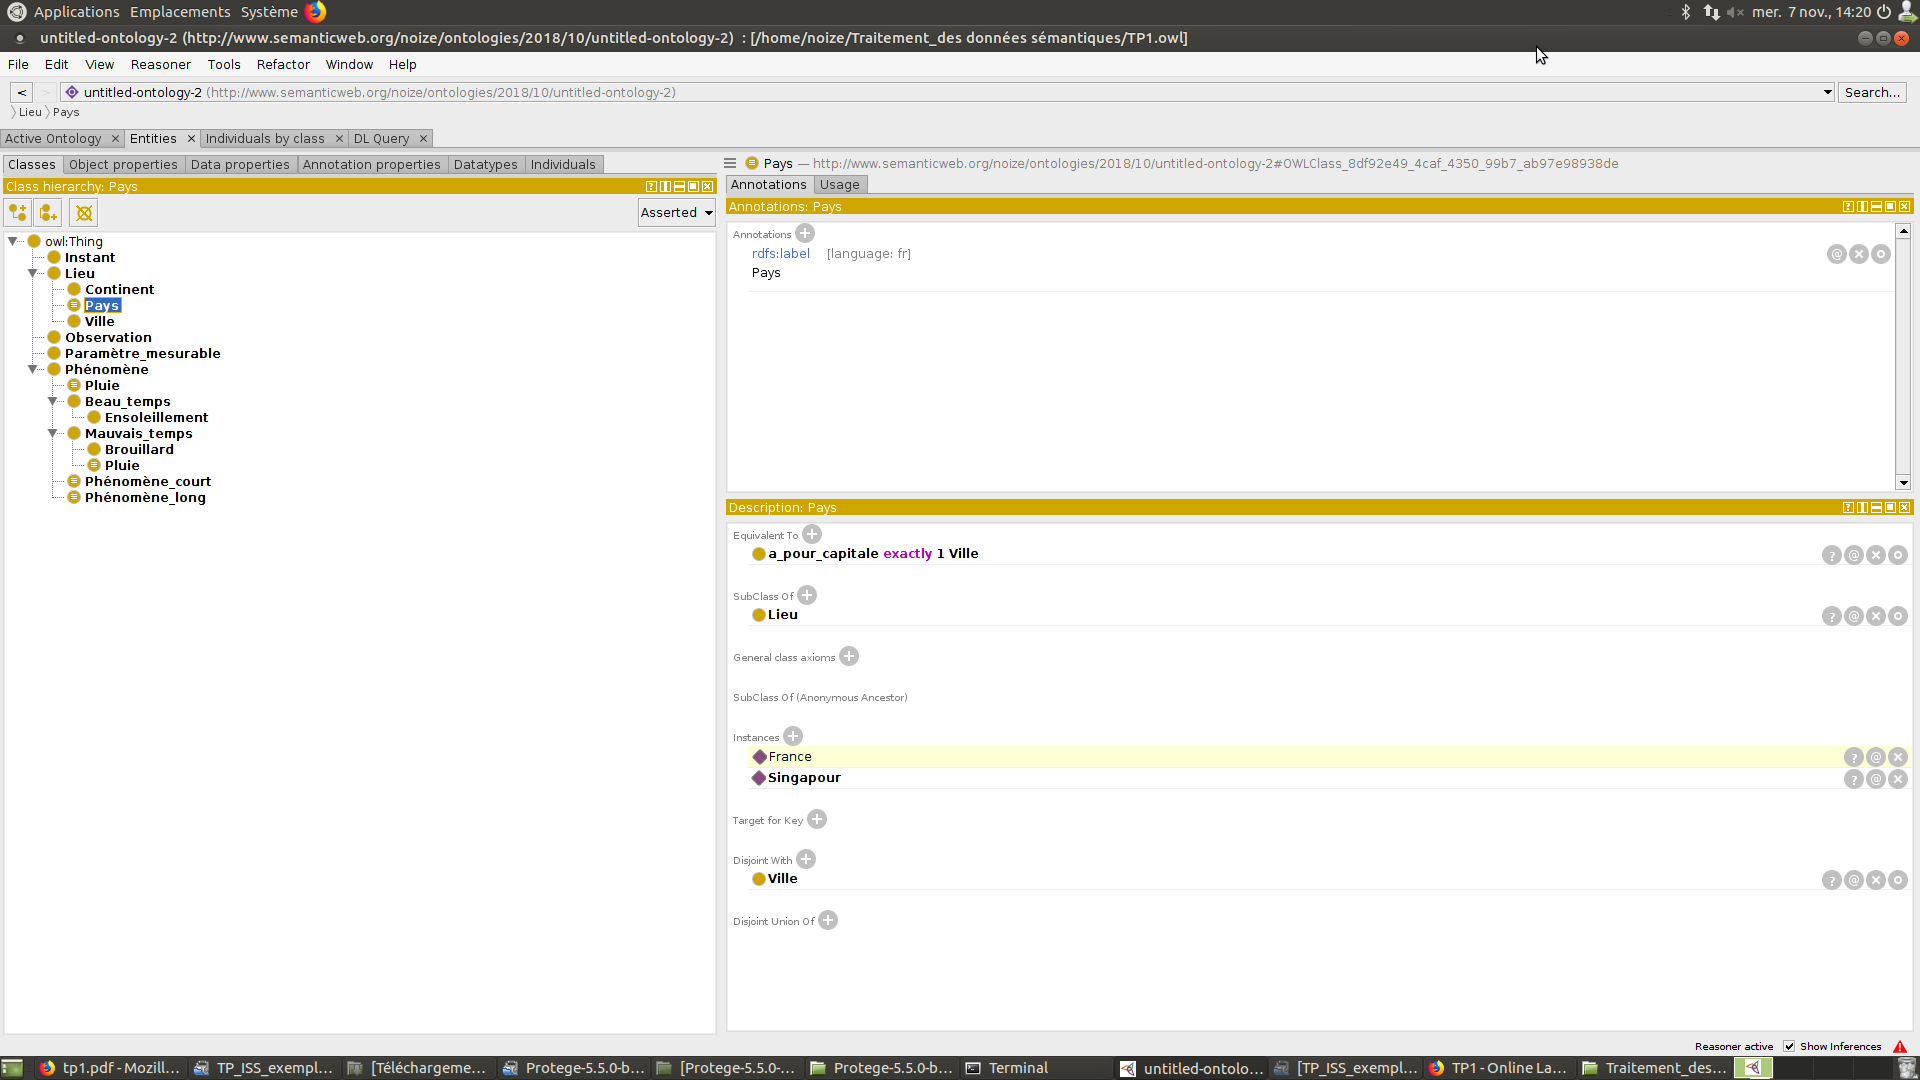 Applications Emplacements Système mer. 7 nov., 14:20
untitled-ontology-2 (http://www.semanticweb.org/noize/ontologies/2018/10/untitled-ontology-2) : [/home/noize/Traitement_des données sémantiques/TP1.owl]
File Edit View Reasoner Tools Refactor Window Help
< > untitled-ontology-2 (http://www.semanticweb.org/noize/ontologies/2018/10/untitled-ontology-2) Search...
Lieu Pays
Active Ontology Entities Individuals by class DL Query
Classes Object properties Data properties Annotation properties Datatypes Individuals
Class hierarchy: Pays
Asserted
owl:Thing
Instant
Lieu
Continent
Pays
Ville
Observation
Paramètre_mesurable
Phénomène
Pluie
Beau_temps
Ensoleillement
Mauvais_temps
Brouillard
Pluie
Phénomène_court
Phénomène_long
Pays — http://www.semanticweb.org/noize/ontologies/2018/10/untitled-ontology-2#OWLClass_8df92e49_4caf_4350_99b7_ab97e98938de
Annotations Usage
Annotations: Pays
Annotations
rdfs:label [language: fr]
Pays
Description: Pays
Equivalent To
a_pour_capitale exactly 1 Ville
SubClass Of
Lieu
General class axioms
SubClass Of (Anonymous Ancestor)
Instances
France
Singapour
Target for Key
Disjoint With
Ville
Disjoint Union Of
Reasoner active Show Inferences
tp1.pdf - Mozill... TP_ISS_exempl... [Téléchargeme... Protege-5.5.0-b... [Protege-5.5.0-... Protege-5.5.0-b... Terminal untitled-ontolo... [TP_ISS_exempl... TP1 - Online La... Traitement_des...